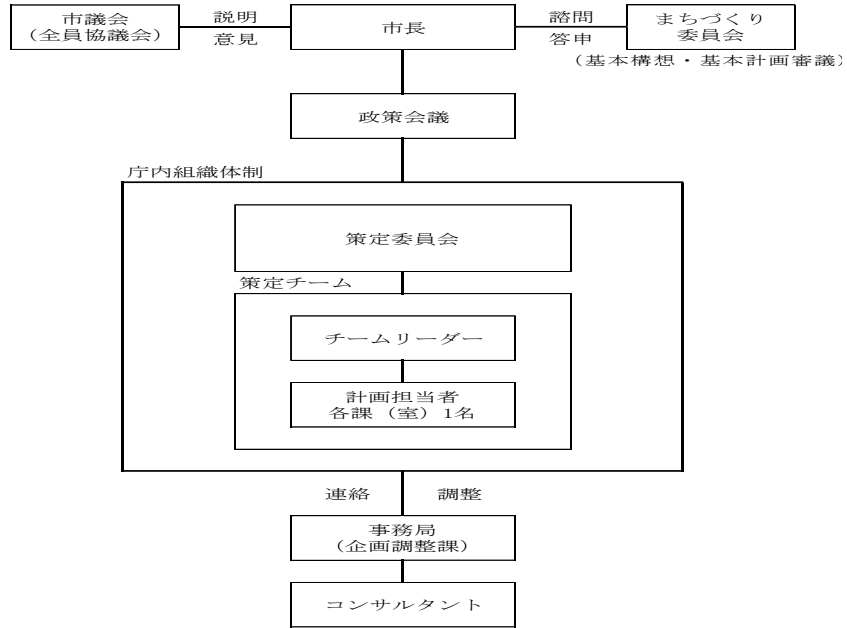 市議会
(全員協議会)
説明
意見
市長
諮問
答申
まちづくり
委員会
(基本構想・基本計画審議)
政策会議
庁内組織体制
策定委員会
策定チーム
チームリーダー
計画担当者
各課（室）1名
連絡
調整
事務局
(企画調整課)
コンサルタント